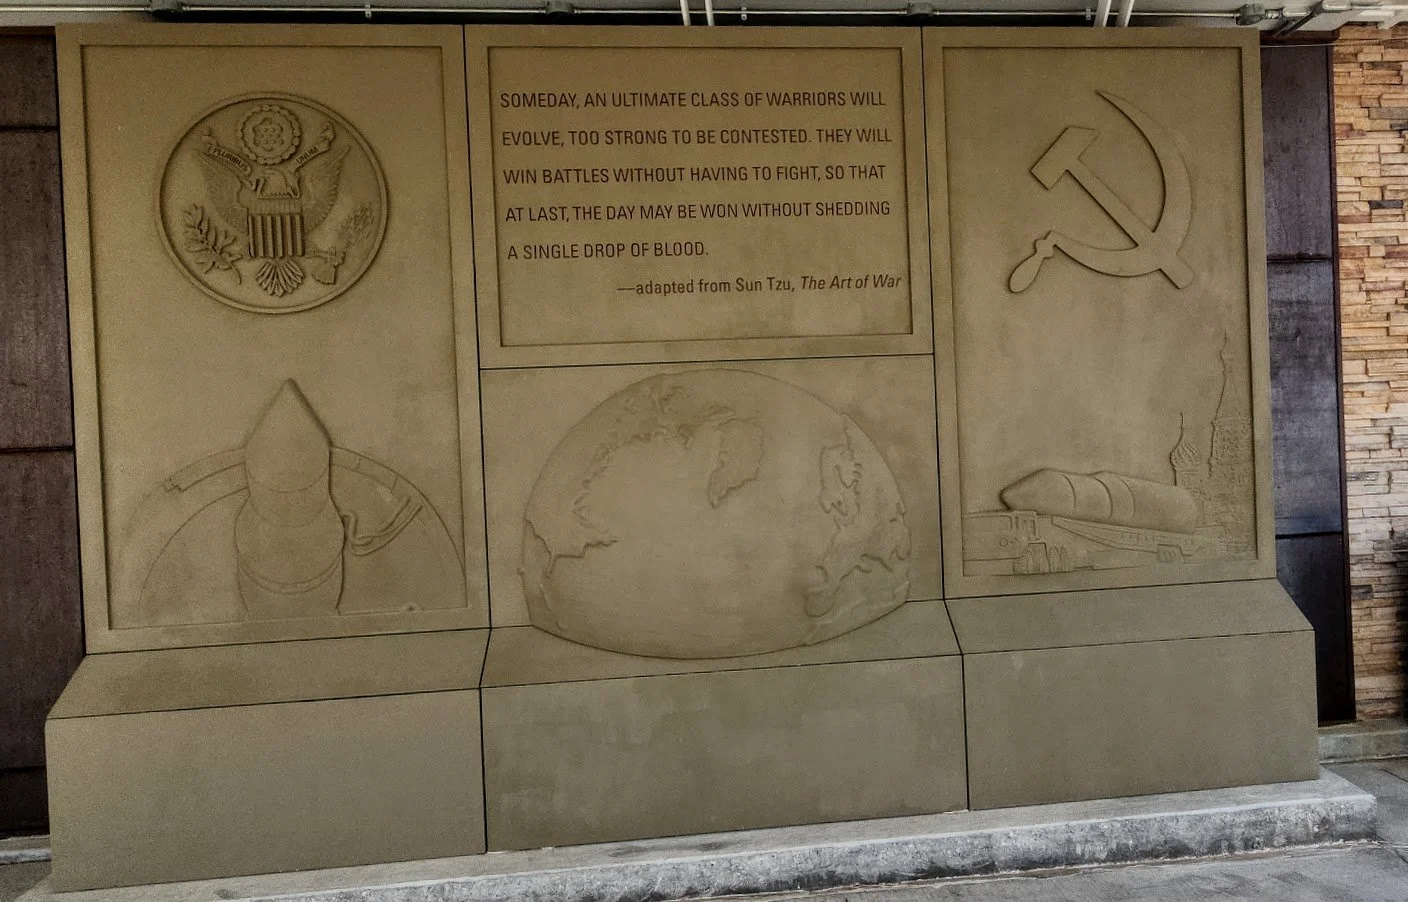 E PLURIBUS UNUM
SOMEDAY, AN ULTIMATE CLASS OF WARRIORS WILL
EVOLVE, TOO STRONG TO BE CONTESTED. THEY WILL
WIN BATTLES WITHOUT HAVING TO FIGHT, SO THAT
AT LAST, THE DAY MAY BE WON WITHOUT SHEDDING
A SINGLE DROP OF BLOOD.
—adapted from Sun Tzu, The Art of War